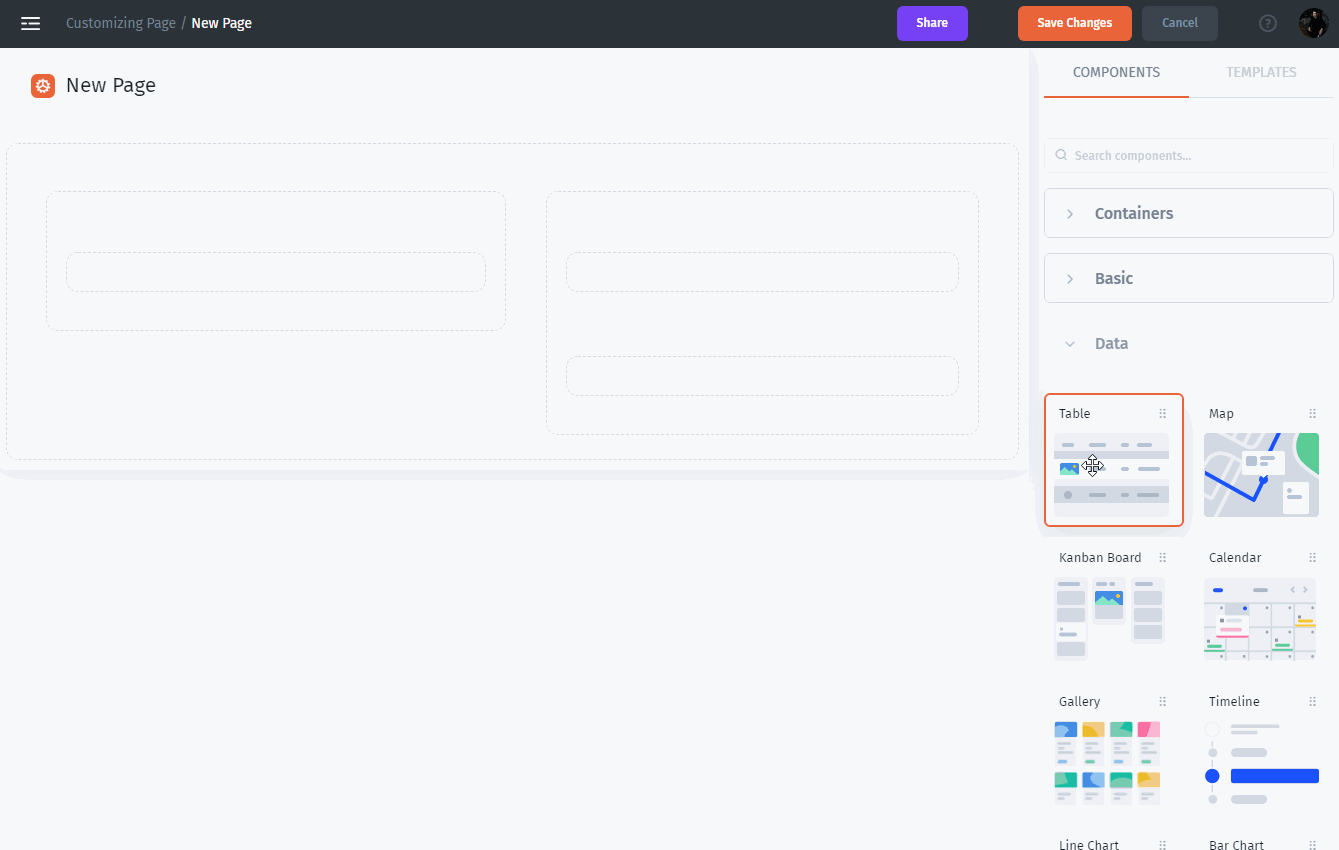 Customizing Page / New Page
Share
Save Changes
Cancel
?
New Page
COMPONENTS
TEMPLATES
Search components...
Containers
Basic
Data
Table
Map
Kanban Board
Calendar
Gallery
Timeline
Line Chart
Bar Chart